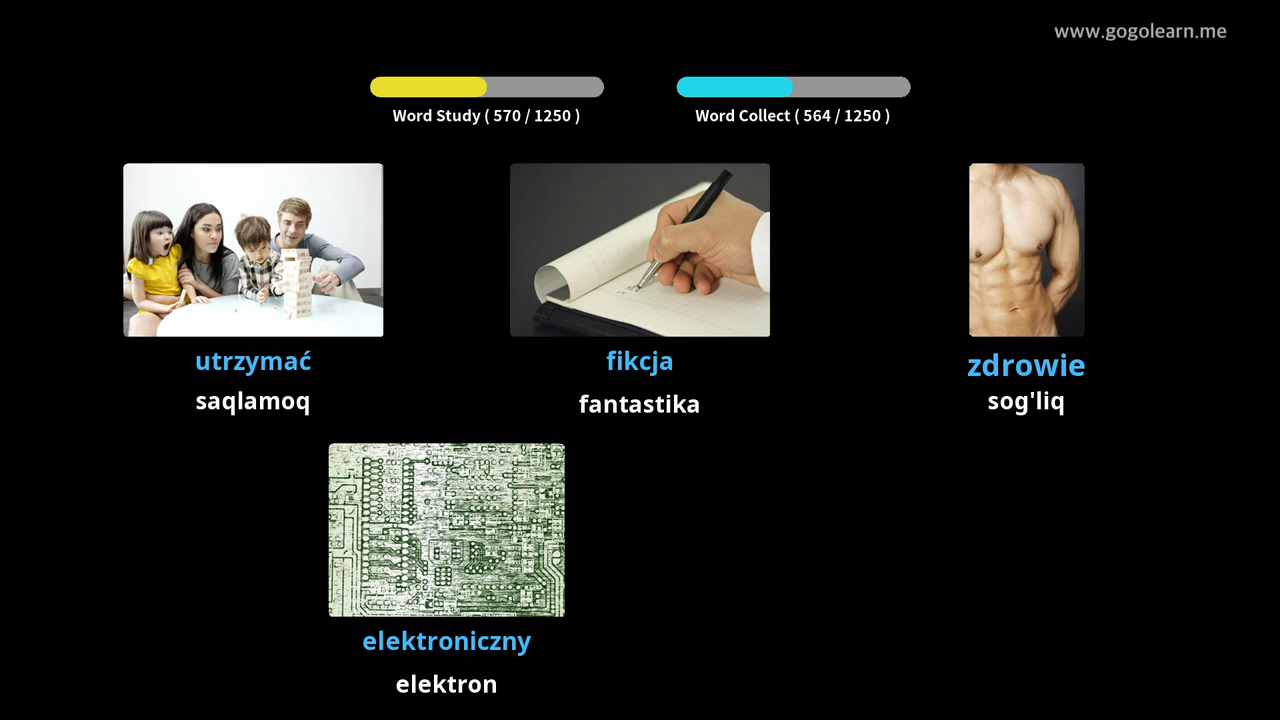 www.gogolearn.me
Word Study ( 570 / 1250 )
Word Collect ( 564 / 1250 )
utrzymać
saqlamoq
fikcja
fantastika
zdrowie
sog'liq
elektroniczny
elektron